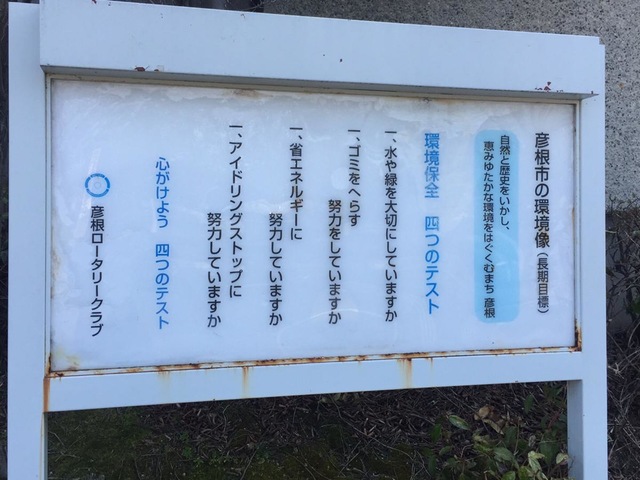 彦根市の環境像（長期目標）
自然と歴史をいかし、
恵みゆたかな環境をはぐくむまち 彦根
環境保全 四つのテスト
一、水や緑を大切にしていますか
一、ゴミをへらす
努力をしていますか
一、省エネルギーに
努力していますか
一、アイドリングストップに
努力していますか
心がけよう 四つのテスト
彦根ロータリークラブ